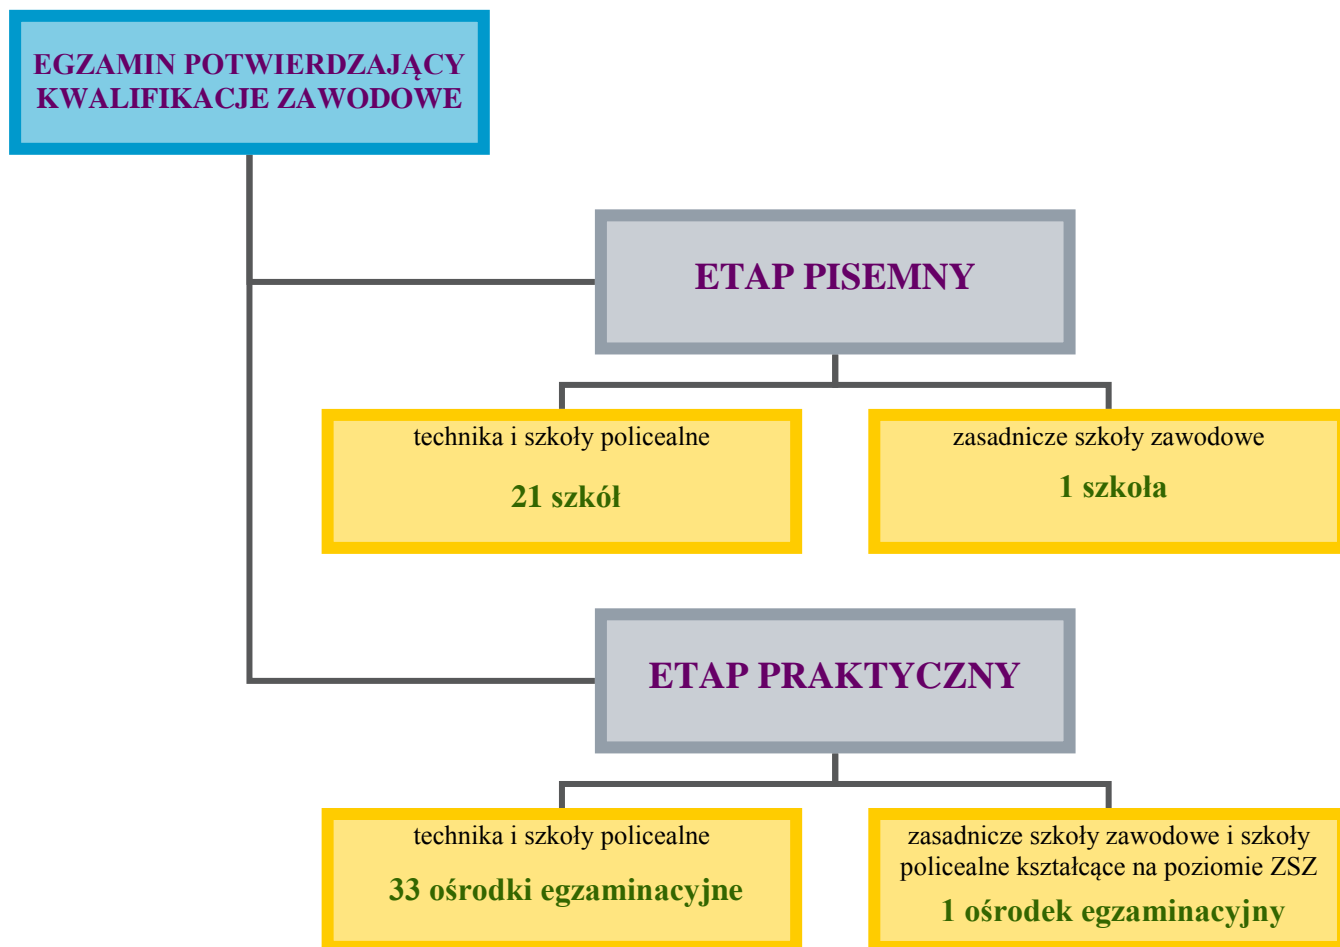 EGZAMIN POTWIERDZAJĄCY
KWALIFIKACJE ZAWODOWE
ETAP PISEMNY
technika i szkoły policealne
21 szkół
zasadnicze szkoły zawodowe
1 szkoła
ETAP PRAKTYCZNY
technika i szkoły policealne
33 ośrodki egzaminacyjne
zasadnicze szkoły zawodowe i szkoły
policealne kształcące na poziomie ZSZ
1 ośrodek egzaminacyjny